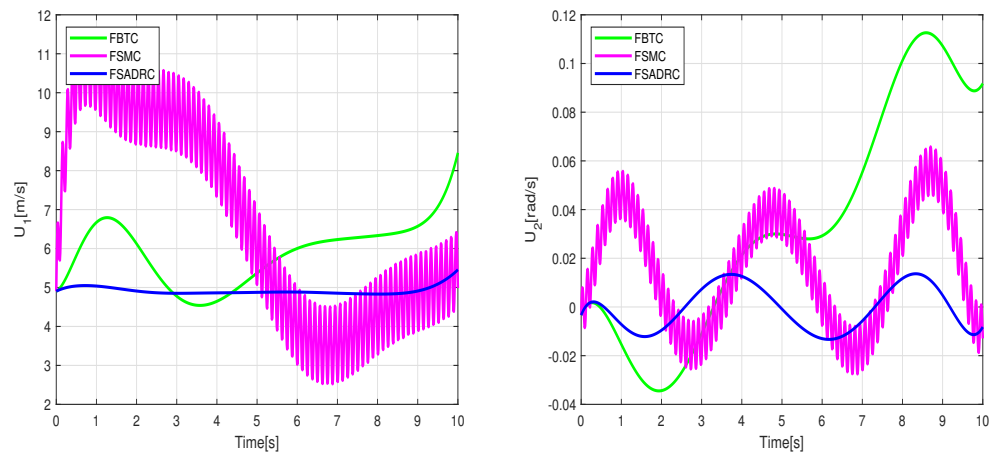 12
11
10
9
8
7
6
5
4
3
2
U1[m/s]
FBTC
FSMC
FSADRC
0 1 2 3 4 5 6 7 8 9 10
Time[s]
0.12
0.1
0.08
0.06
0.04
0.02
0
-0.02
-0.04
U2[rad/s]
FBTC
FSMC
FSADRC
0 1 2 3 4 5 6 7 8 9 10
Time[s]